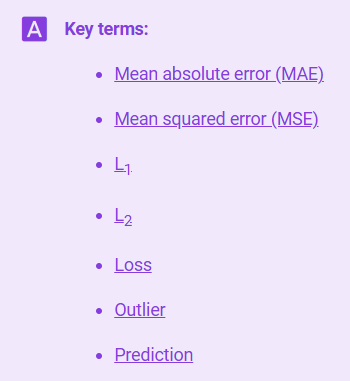 A Key terms:
• Mean absolute error (MAE)
• Mean squared error (MSE)
• L₁
• L₂
• Loss
• Outlier
• Prediction